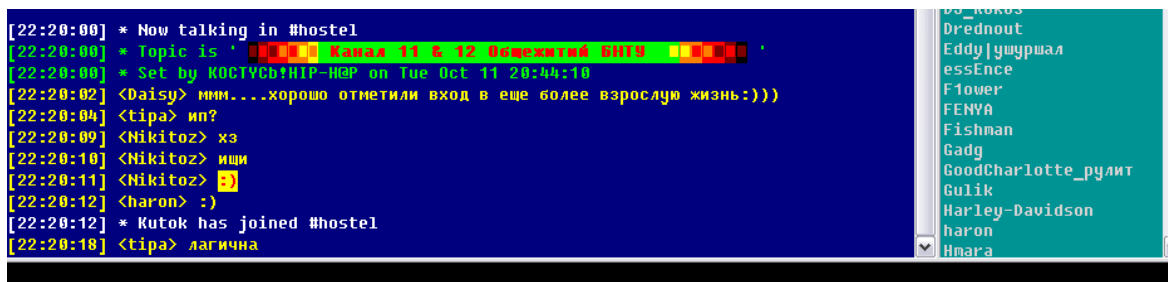 [22:20:00] * Now talking in #hostel
[22:20:00] * Topic is ' Канал 11 & 12 Общежитий БНТУ '
[22:20:00] * Set by KOCTYCb!HIP-H@P on Tue Oct 11 20:44:10
[22:20:02] <Daisy> ммм....хорошо отметили вход в еще более взрослую жизнь:)))
[22:20:04] <tipa> ип?
[22:20:09] <Nikitoz> хз
[22:20:10] <Nikitoz> ищи
[22:20:11] <Nikitoz> :)
[22:20:12] <haron> :)
[22:20:12] * Kutok has joined #hostel
[22:20:18] <tipa> лагична
Drednout
Eddy|ушуршал
essEnce
F1ower
FENYA
Fishman
Gadg
GoodCharlotte_рулит
Gulik
Harley-Davidson
haron
Hmara